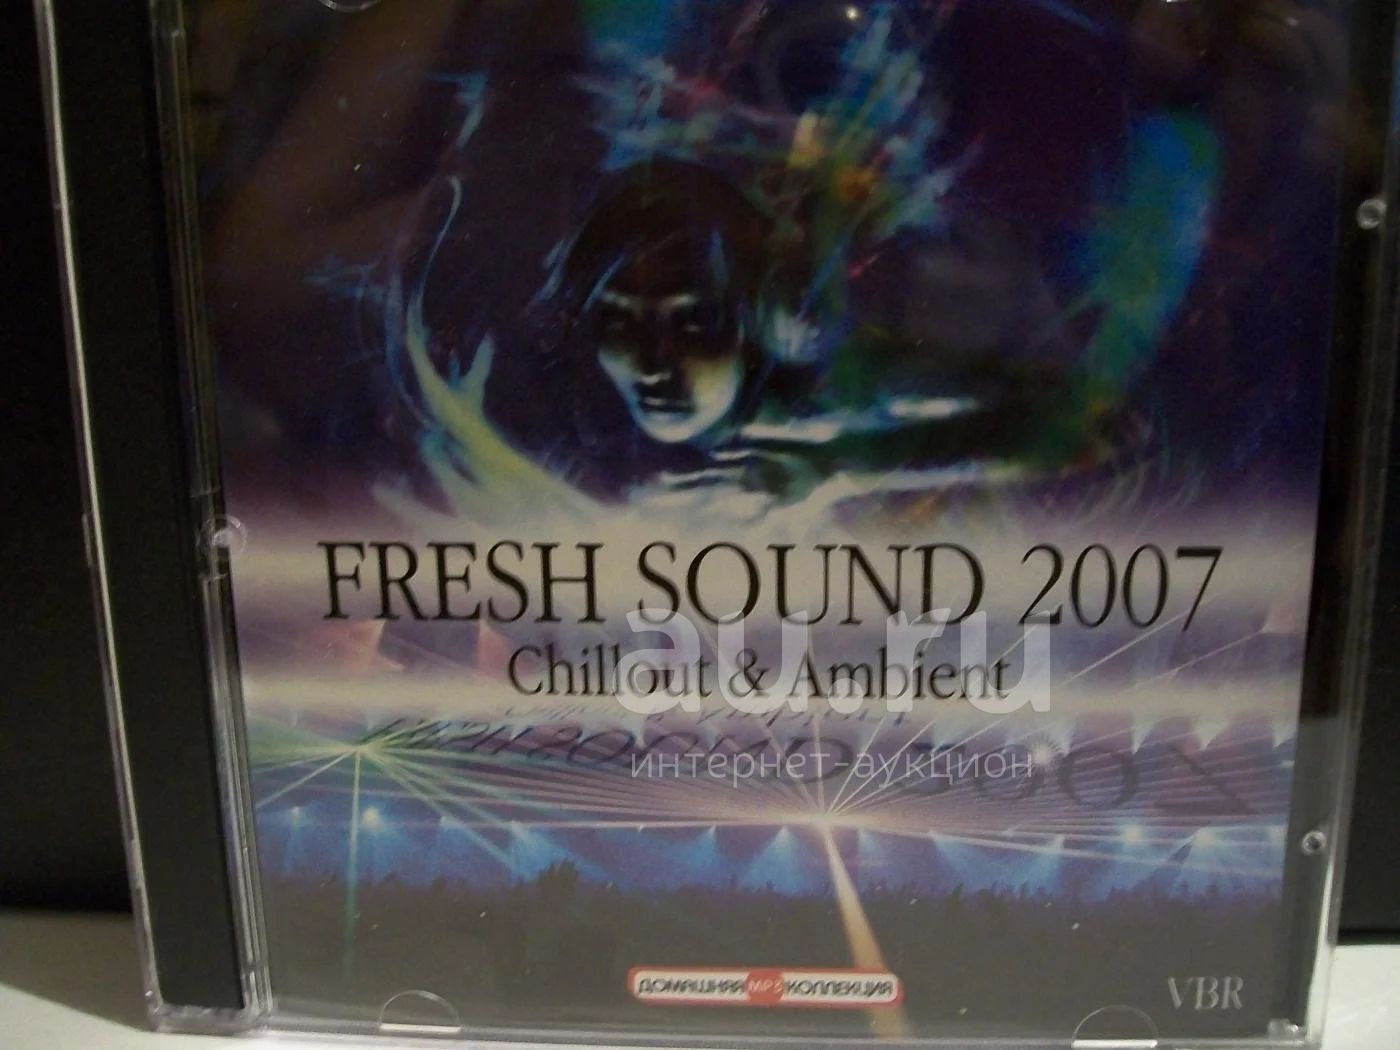 FRESH SOUND 2007
Chillout & Ambient
au.ru
интернет-аукцион
ДОМАШНЯЯ MP3 КОЛЛЕКЦИЯ
VBR